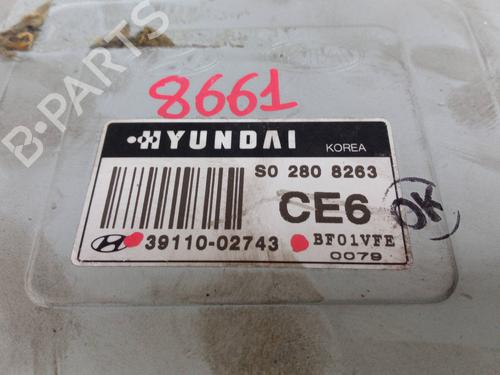 B-PARTS
8661
HYUNDAI
KOREA
S0 280 8263
CE6
OK
39110-02743
BF01VFE
0079